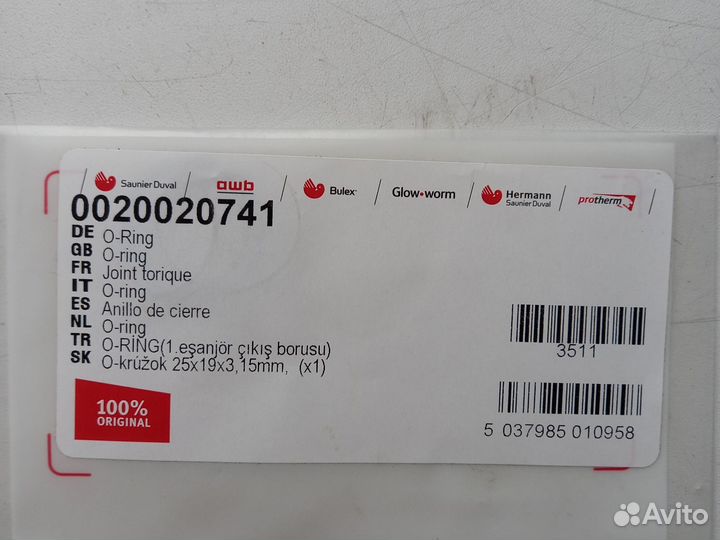 Saunier Duval awb Bulex Glow-worm Hermann Saunier Duval protherm
0020020741
DE O-Ring
GB O-ring
FR Joint torique
IT O-ring
ES Anillo de cierre
NL O-ring
TR O-RİNG(1.eşanjör çıkış borusu)
SK O-krúžok 25x19x3,15mm, (x1)
3511
100%
ORIGINAL
5 037985 010958
Avito